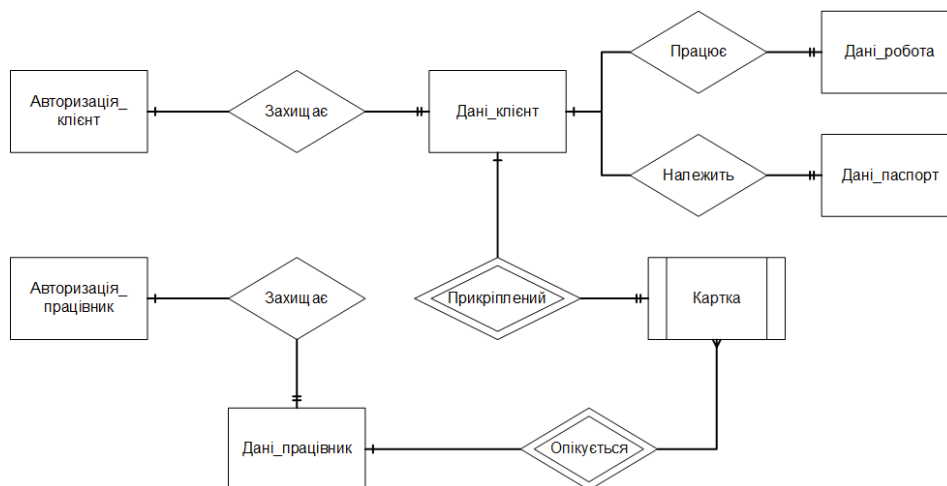 Працює
Дані_робота
Авторизація_
клієнт
Захищає
Дані_клієнт
Належить
Дані_паспорт
Авторизація_
працівник
Захищає
Прикріплений
Картка
Дані_працівник
Опікується